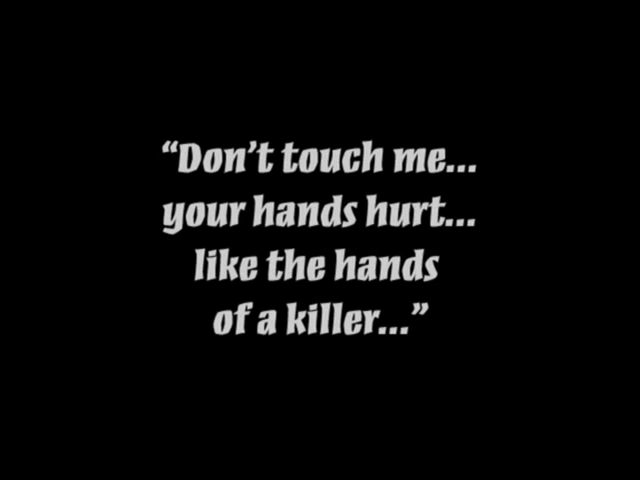 “Don’t touch me...
your hands hurt...
like the hands
of a killer...”